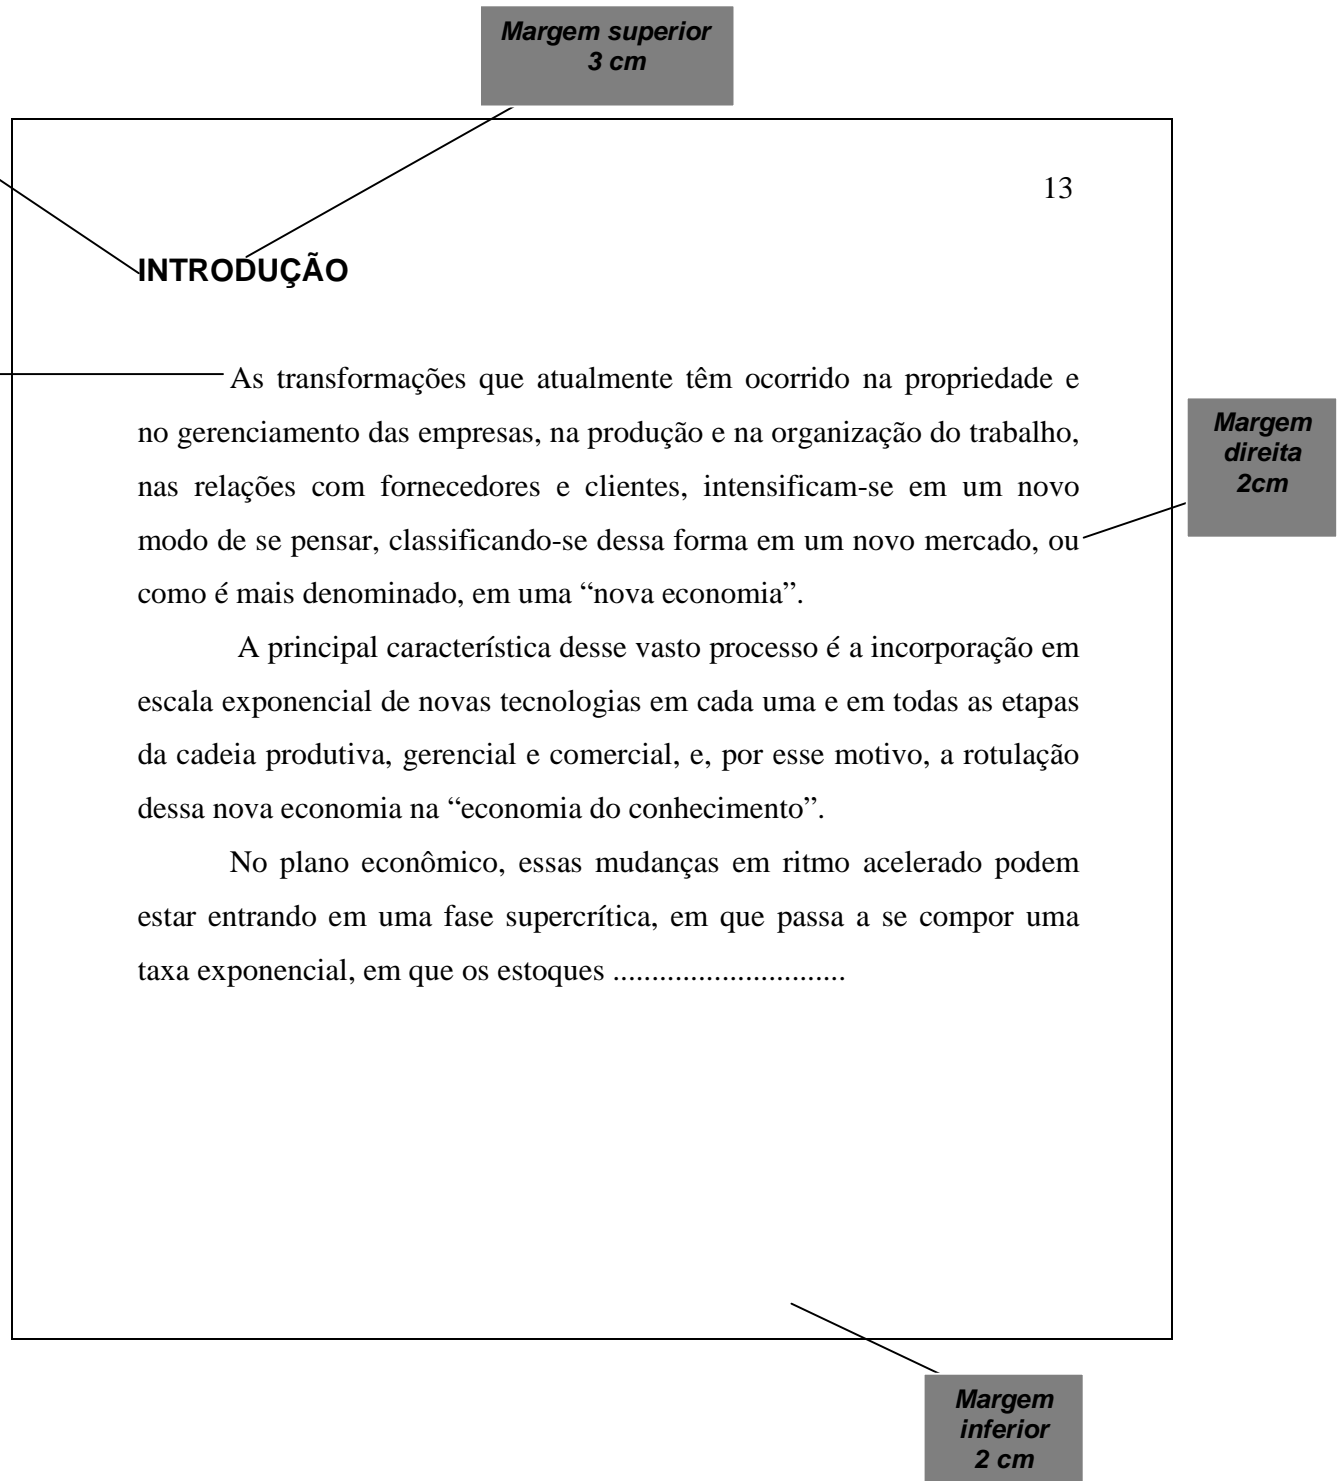 Margem superior
3 cm
13
INTRODUÇÃO
As transformações que atualmente têm ocorrido na propriedade e
no gerenciamento das empresas, na produção e na organização do trabalho,
nas relações com fornecedores e clientes, intensificam-se em um novo
modo de se pensar, classificando-se dessa forma em um novo mercado, ou
como é mais denominado, em uma “nova economia”.
A principal característica desse vasto processo é a incorporação em
escala exponencial de novas tecnologias em cada uma e em todas as etapas
da cadeia produtiva, gerencial e comercial, e, por esse motivo, a rotulação
dessa nova economia na “economia do conhecimento”.
No plano econômico, essas mudanças em ritmo acelerado podem
estar entrando em uma fase supercrítica, em que passa a se compor uma
taxa exponencial, em que os estoques ..............................
Margem
direita
2cm
Margem
inferior
2 cm